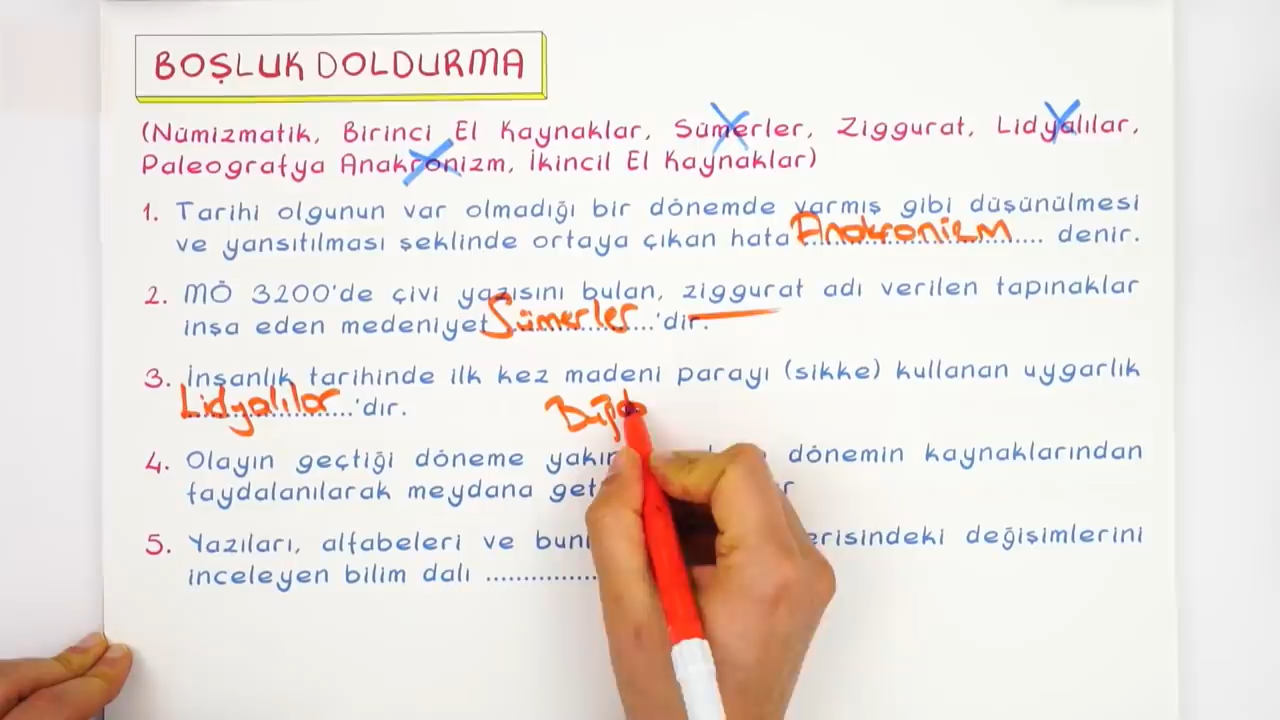 BOŞLUK DOLDURMA
(Nümizmatik, Birinci El Kaynaklar, Sümerler, Ziggurat, Lidyalılar,
Paleografya Anakronizm, İkincil El Kaynaklar)
1. Tarihi olgunun var olmadığı bir dönemde varmış gibi düşünülmesi
ve yansıtılması şeklinde ortaya çıkan hata Anakronizm denir.
2. MÖ 3200'de çivi yazısını bulan, ziggurat adı verilen tapınaklar
inşa eden medeniyet Sümerler 'dir.
3. İnsanlık tarihinde ilk kez madeni parayı (sikke) kullanan uygarlık
Lidyalılar 'dır.
4. Olayın geçtiği döneme dönemin kaynaklarından
faydalanılarak meydana
5. Yazıları, alfabeleri ve değişimlerini
inceleyen bilim dalı ...............